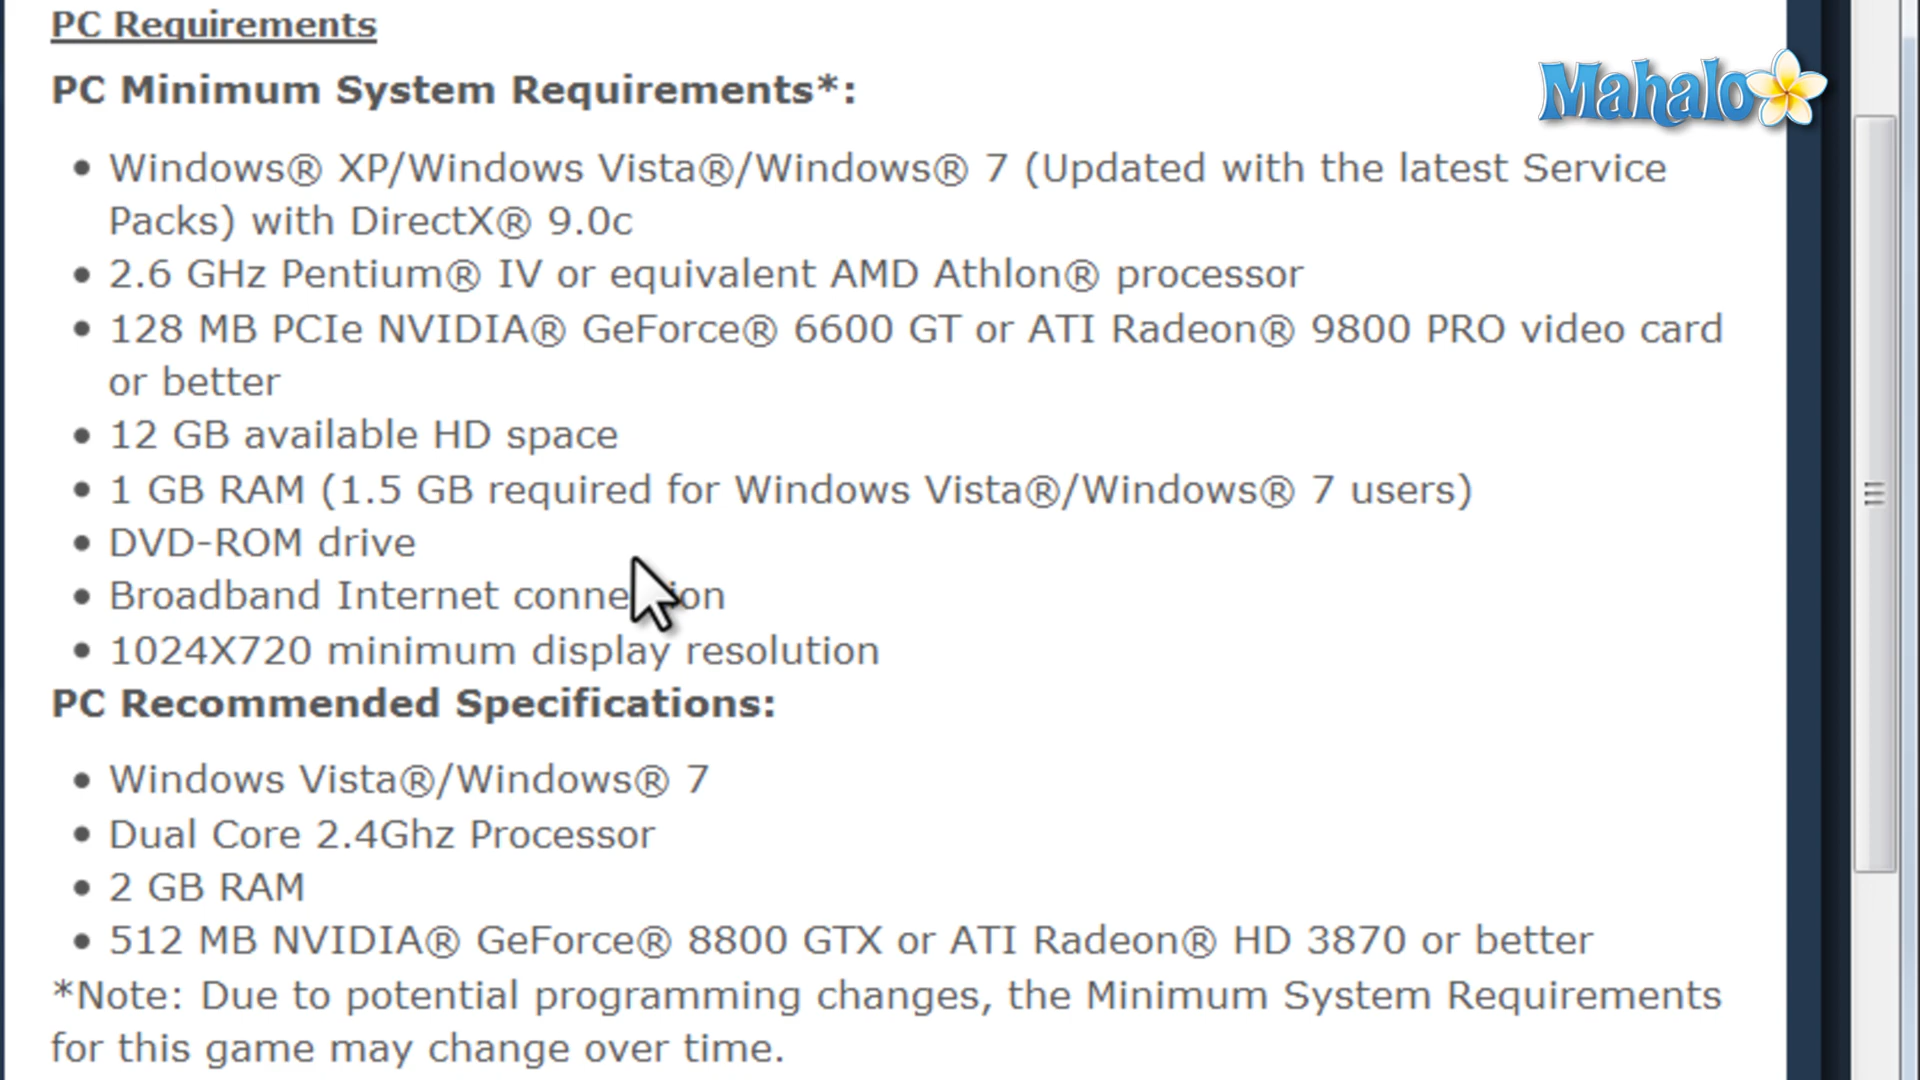 PC Requirements
PC Minimum System Requirements*:
Mahalo
• Windows® XP/Windows Vista®/Windows® 7 (Updated with the latest Service
Packs) with DirectX® 9.0c
• 2.6 GHz Pentium® IV or equivalent AMD Athlon® processor
• 128 MB PCIe NVIDIA® GeForce® 6600 GT or ATI Radeon® 9800 PRO video card
or better
• 12 GB available HD space
• 1 GB RAM (1.5 GB required for Windows Vista®/Windows® 7 users)
• DVD-ROM drive
• Broadband Internet connection
• 1024X720 minimum display resolution
PC Recommended Specifications:
• Windows Vista®/Windows® 7
• Dual Core 2.4Ghz Processor
• 2 GB RAM
• 512 MB NVIDIA® GeForce® 8800 GTX or ATI Radeon® HD 3870 or better
*Note: Due to potential programming changes, the Minimum System Requirements
for this game may change over time.